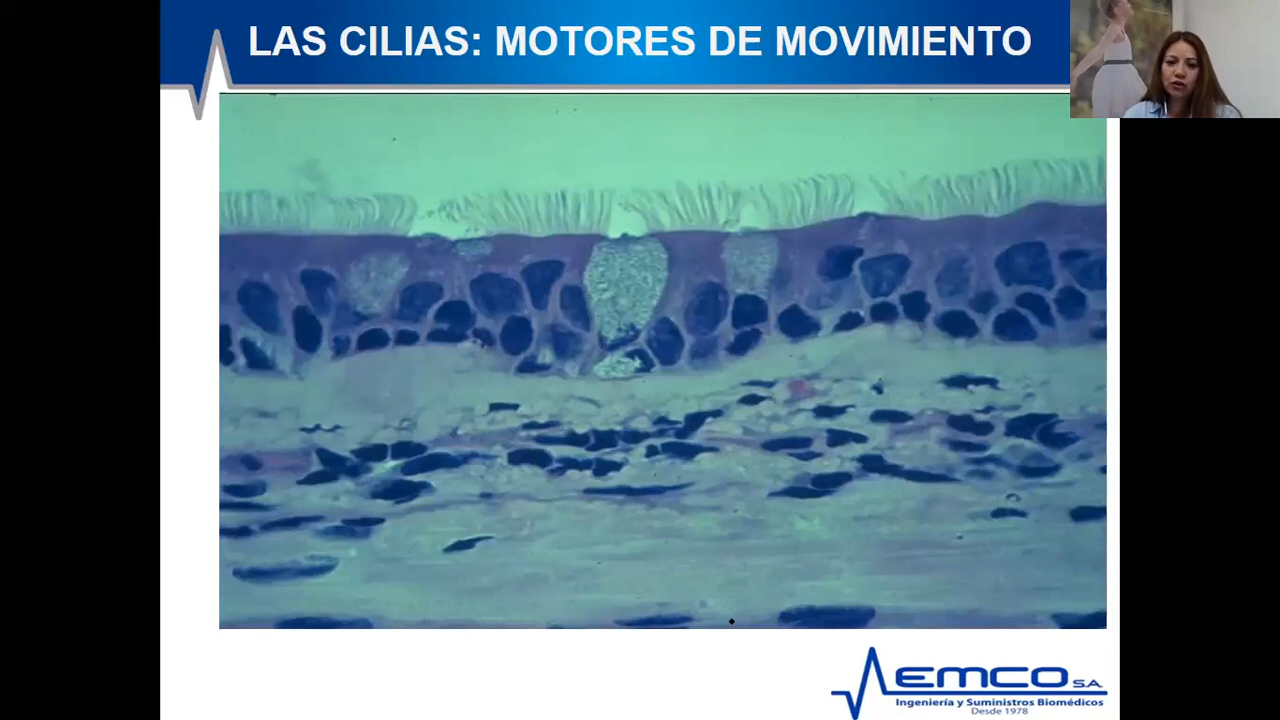 LAS CILIAS: MOTORES DE MOVIMIENTO
EMCO S.A.
Ingeniería y Suministros Biomédicos
Desde 1978